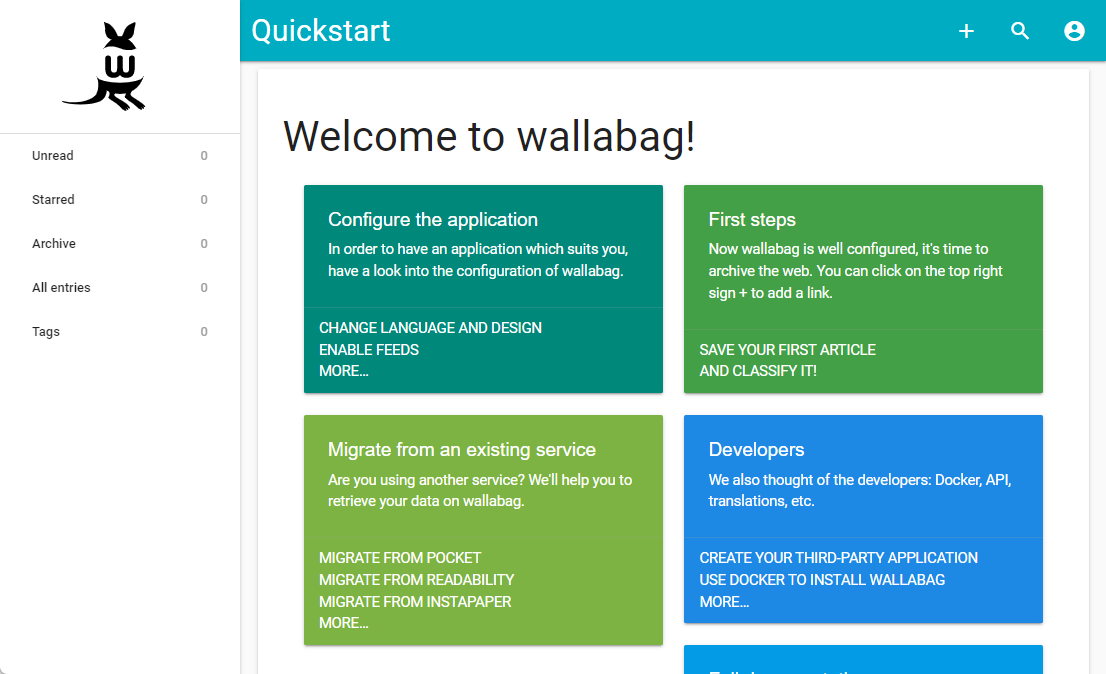 Quickstart
w
Unread 0
Starred 0
Archive 0
All entries 0
Tags 0
Welcome to wallabag!
Configure the application
In order to have an application which suits you,
have a look into the configuration of wallabag.
CHANGE LANGUAGE AND DESIGN
ENABLE FEEDS
MORE...
First steps
Now wallabag is well configured, it's time to
archive the web. You can click on the top right
sign + to add a link.
SAVE YOUR FIRST ARTICLE
AND CLASSIFY IT!
Migrate from an existing service
Are you using another service? We'll help you to
retrieve your data on wallabag.
MIGRATE FROM POCKET
MIGRATE FROM READABILITY
MIGRATE FROM INSTAPAPER
MORE...
Developers
We also thought of the developers: Docker, API,
translations, etc.
CREATE YOUR THIRD-PARTY APPLICATION
USE DOCKER TO INSTALL WALLABAG
MORE...